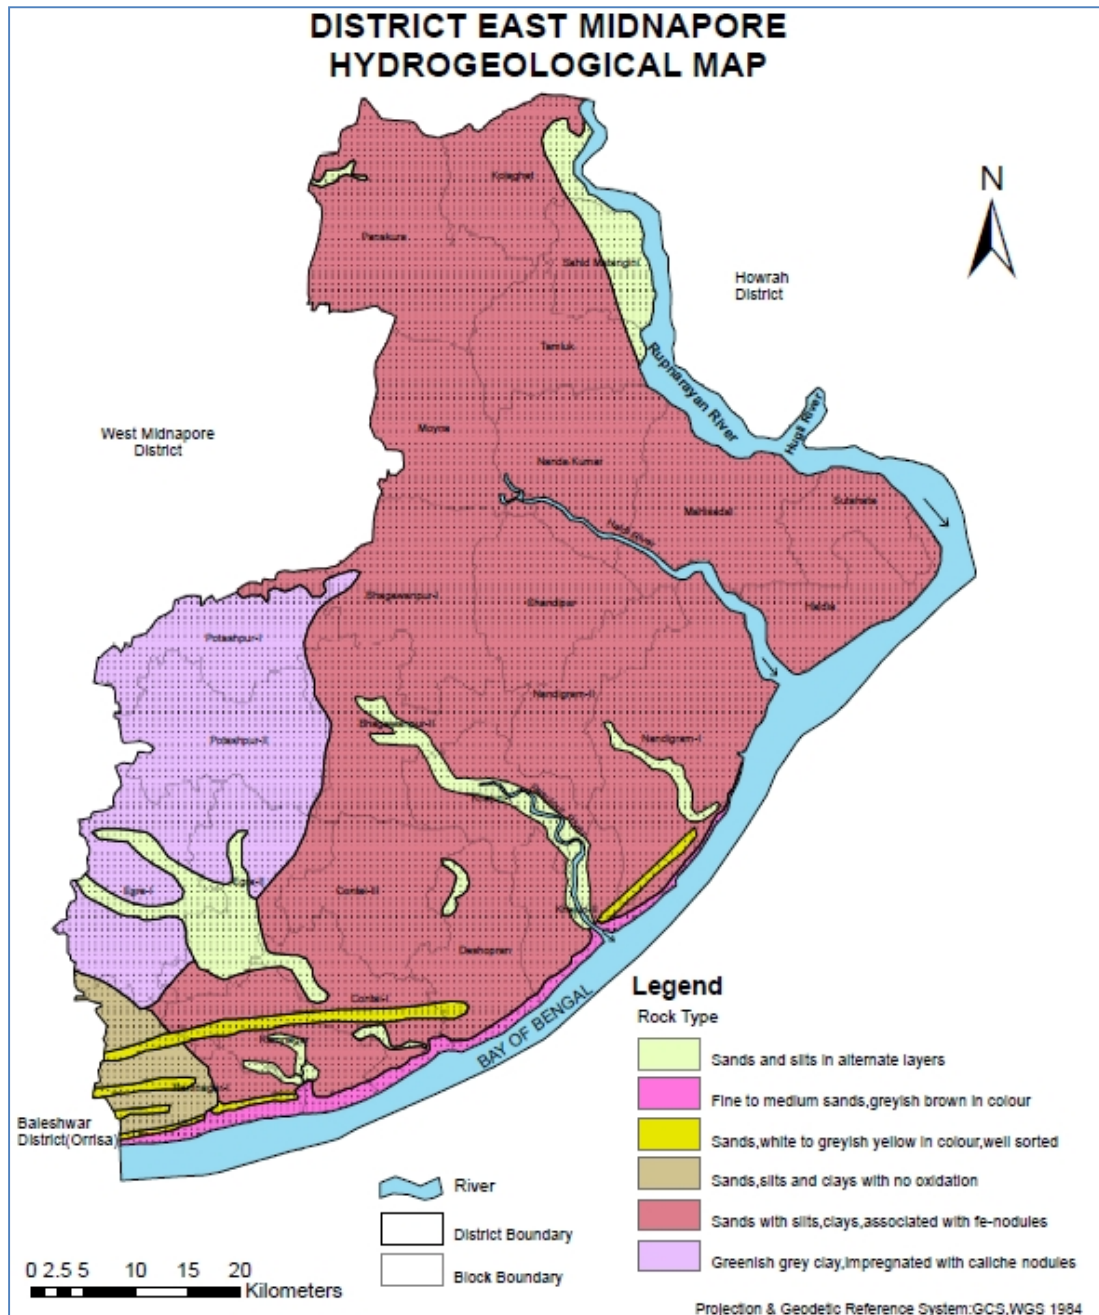 DISTRICT EAST MIDNAPORE
HYDROGEOLOGICAL MAP
N
Kolaghat
Panskura
Sahid Matangini
Howrah
District
Tamluk
Rupnarayan River
Hugli River
West Midnapore
District
Moyna
Nanda Kumar
Mahisadal
Sutahata
Haldi River
Haldia
Bhagawanpur-I
Chandipur
Potashpur-I
Nandigram-II
Bhagawanpur-II
Nandigram-I
Potashpur-II
Egra-I
Egra-II
Contai-III
Deshopran
Contai-I
BAY OF BENGAL
Baleshwar
District(Orrisa)
Legend
Rock Type
Sands and silts in alternate layers
Fine to medium sands,greyish brown in colour
Sands,white to greyish yellow in colour,well sorted
Sands,silts and clays with no oxidation
Sands with silts,clays,associated with fe-nodules
Greenish grey clay,impregnated with caliche nodules
River
District Boundary
Block Boundary
0 2.5 5 10 15 20
Kilometers
Projection & Geodetic Reference System:GCS,WGS 1984